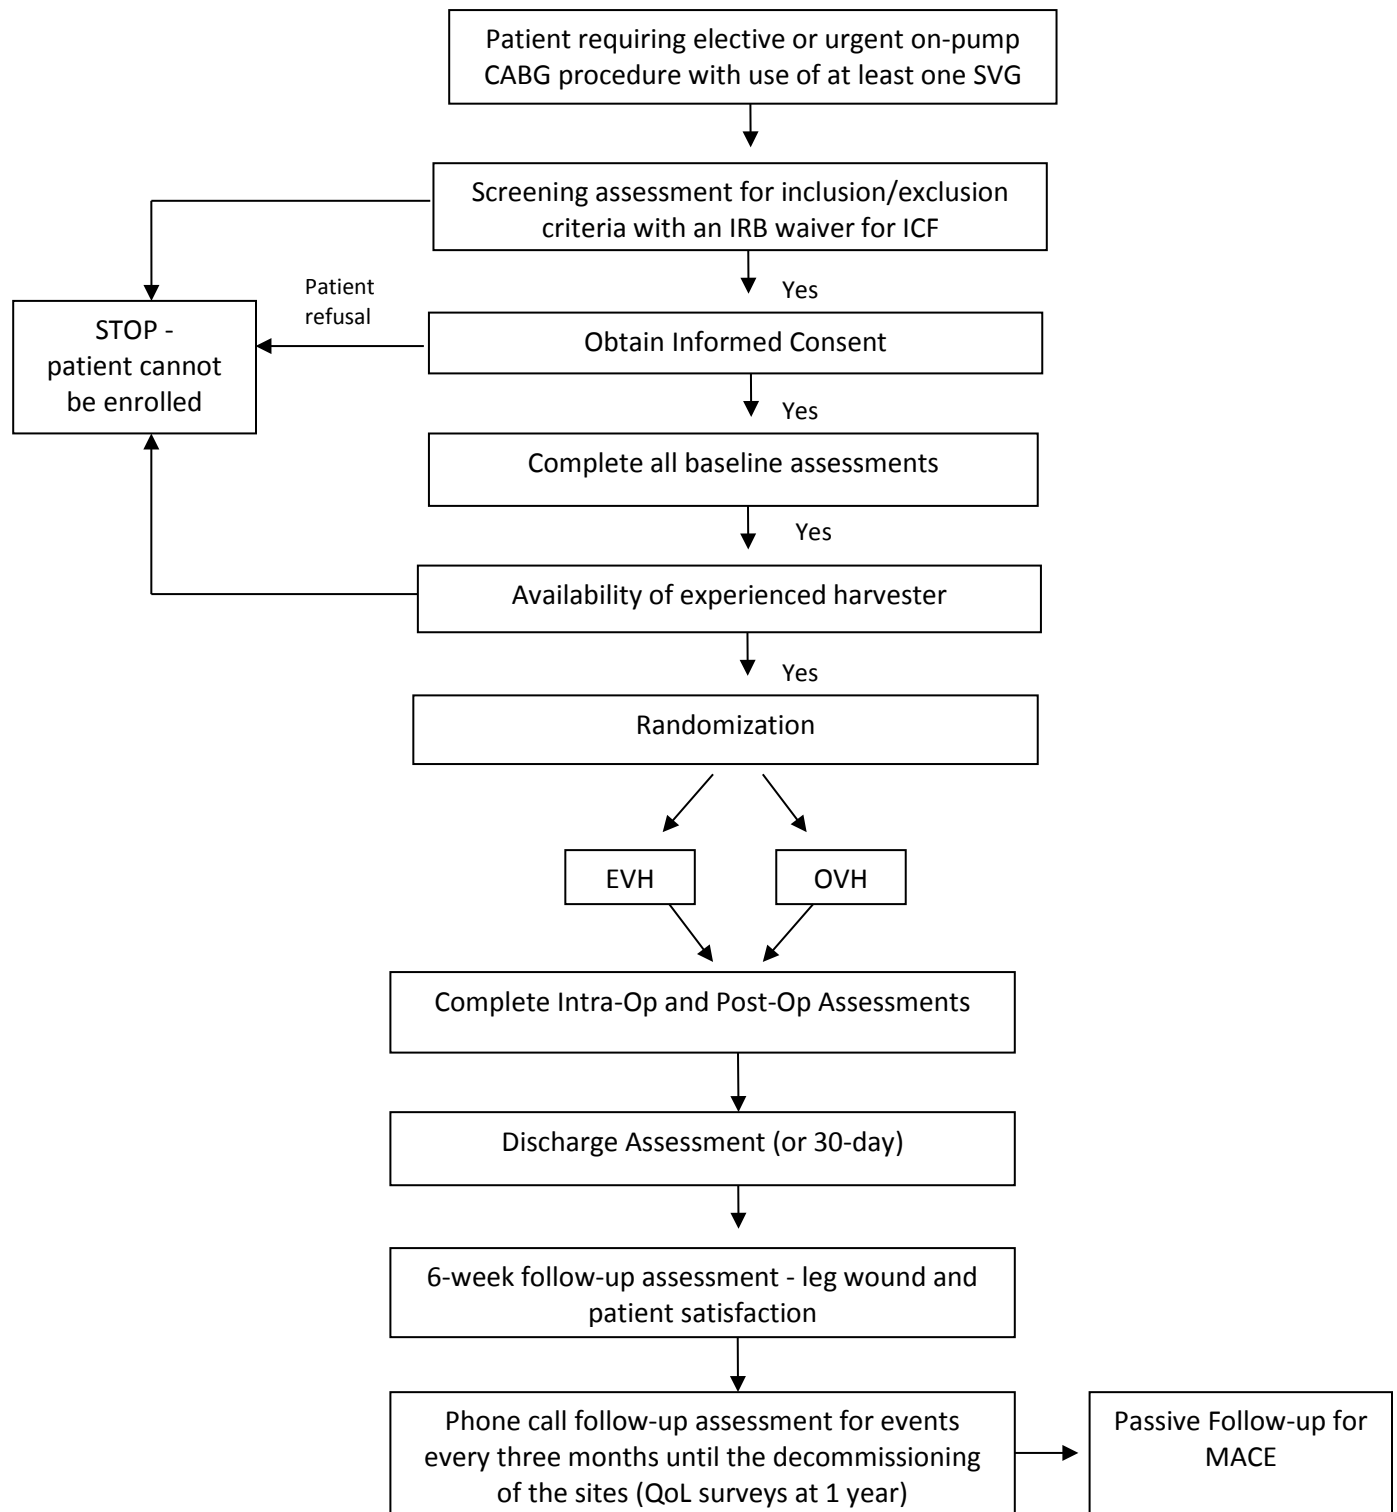 Patient requiring elective or urgent on-pump
CABG procedure with use of at least one SVG
Screening assessment for inclusion/exclusion
criteria with an IRB waiver for ICF
Yes
Patient
refusal
STOP -
patient cannot
be enrolled
Obtain Informed Consent
Yes
Complete all baseline assessments
Yes
Availability of experienced harvester
Yes
Randomization
EVH
OVH
Complete Intra-Op and Post-Op Assessments
Discharge Assessment (or 30-day)
6-week follow-up assessment - leg wound and
patient satisfaction
Phone call follow-up assessment for events
every three months until the decommissioning
of the sites (QoL surveys at 1 year)
Passive Follow-up for
MACE